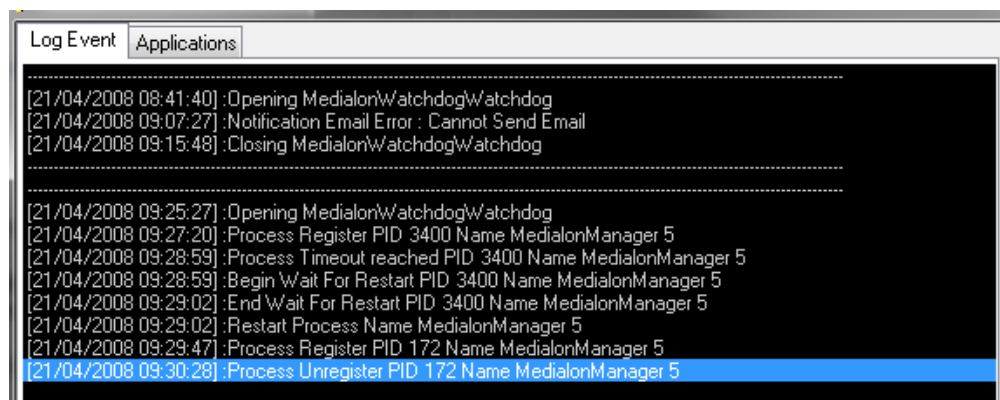 Log Event Applications
[21/04/2008 08:41:40] :Opening MedialonWatchdogWatchdog
[21/04/2008 09:07:27] :Notification Email Error : Cannot Send Email
[21/04/2008 09:15:48] :Closing MedialonWatchdogWatchdog
[21/04/2008 09:25:27] :Opening MedialonWatchdogWatchdog
[21/04/2008 09:27:20] :Process Register PID 3400 Name MedialonManager 5
[21/04/2008 09:28:59] :Process Timeout reached PID 3400 Name MedialonManager 5
[21/04/2008 09:28:59] :Begin Wait For Restart PID 3400 Name MedialonManager 5
[21/04/2008 09:29:02] :End Wait For Restart PID 3400 Name MedialonManager 5
[21/04/2008 09:29:02] :Restart Process Name MedialonManager 5
[21/04/2008 09:29:47] :Process Register PID 172 Name MedialonManager 5
[21/04/2008 09:30:28] :Process Unregister PID 172 Name MedialonManager 5